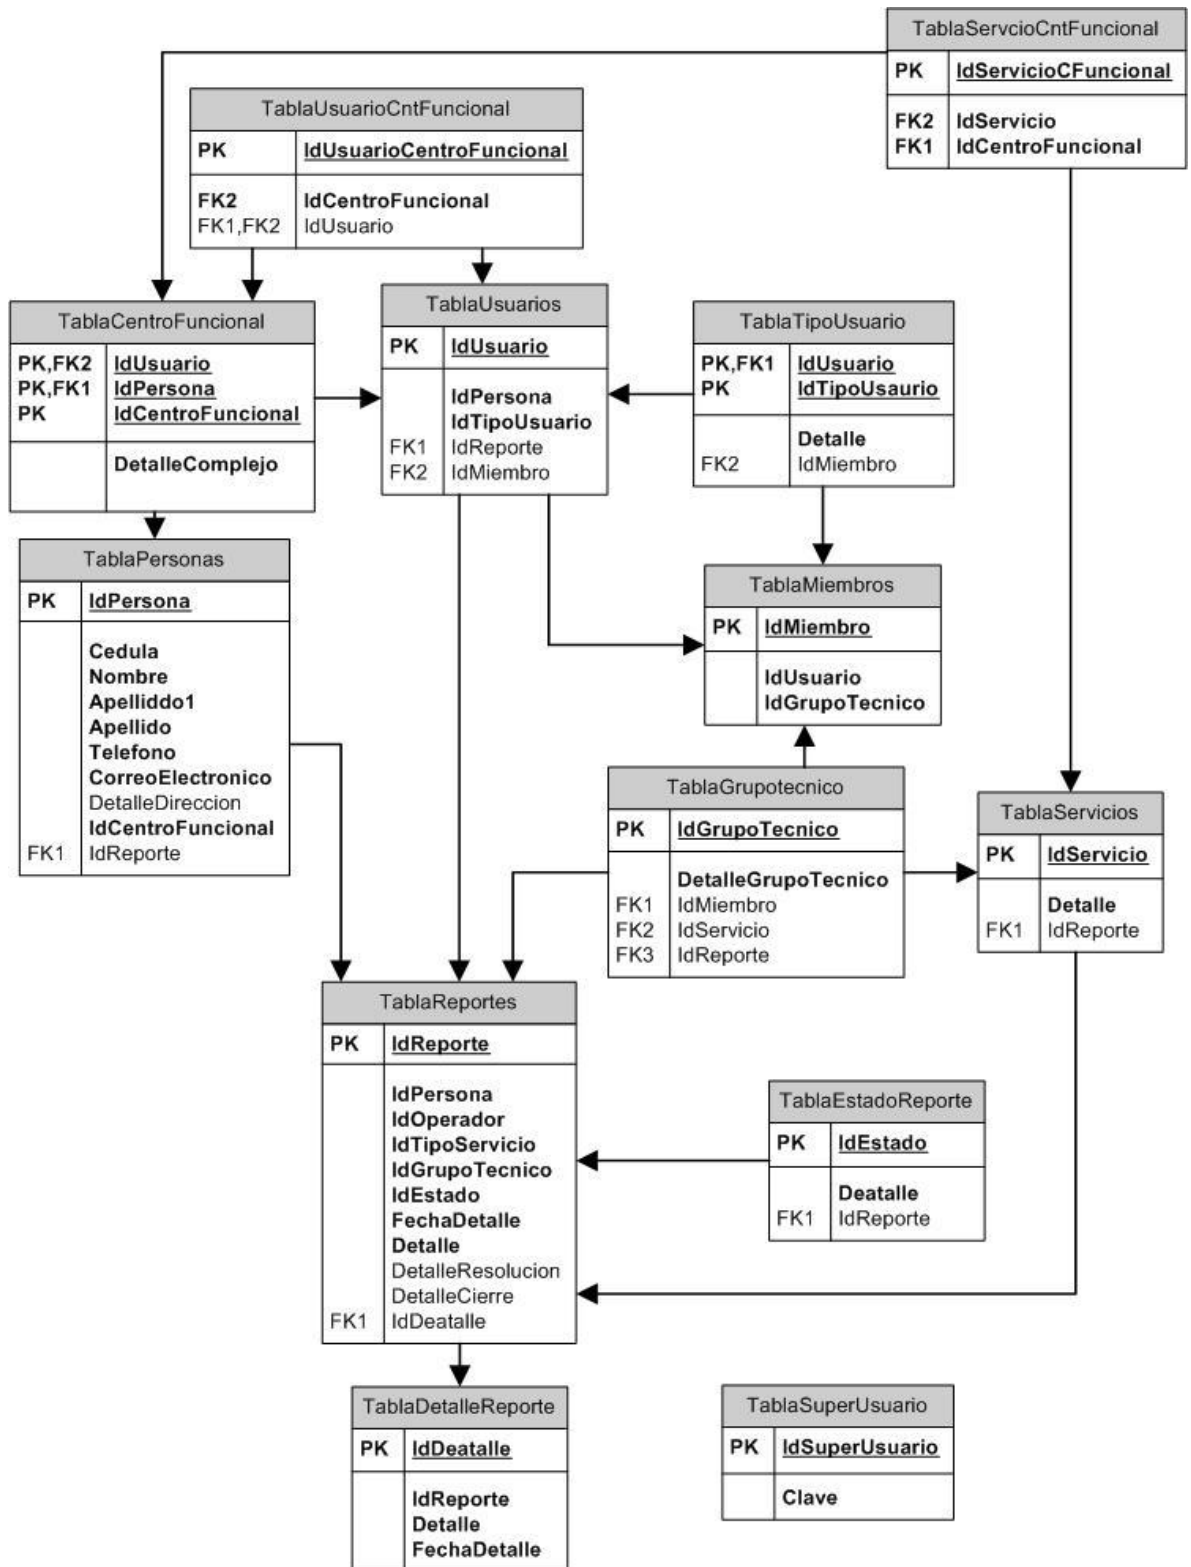 TablaServcioCntFuncional
PK IdServicioCFuncional
FK2 IdServicio
FK1 IdCentroFuncional
TablaUsuarioCntFuncional
PK IdUsuarioCentroFuncional
FK2 IdCentroFuncional
FK1,FK2 IdUsuario
TablaCentroFuncional
PK,FK2 IdUsuario
PK,FK1 IdPersona
PK IdCentroFuncional
DetalleComplejo
TablaUsuarios
PK IdUsuario
IdPersona
IdTipoUsuario
FK1 IdReporte
FK2 IdMiembro
TablaTipoUsuario
PK,FK1 IdUsuario
PK IdTipoUsaurio
Detalle
FK2 IdMiembro
TablaPersonas
PK IdPersona
Cedula
Nombre
Apelliddo1
Apellido
Telefono
CorreoElectronico
DetalleDireccion
IdCentroFuncional
FK1 IdReporte
TablaMiembros
PK IdMiembro
IdUsuario
IdGrupoTecnico
TablaGrupotecnico
PK IdGrupoTecnico
DetalleGrupoTecnico
FK1 IdMiembro
FK2 IdServicio
FK3 IdReporte
TablaServicios
PK IdServicio
Detalle
FK1 IdReporte
TablaReportes
PK IdReporte
IdPersona
IdOperador
IdTipoServicio
IdGrupoTecnico
IdEstado
FechaDetalle
Detalle
DetalleResolucion
DetalleCierre
FK1 IdDeatalle
TablaEstadoReporte
PK IdEstado
Deatalle
FK1 IdReporte
TablaDetalleReporte
PK IdDeatalle
IdReporte
Detalle
FechaDetalle
TablaSuperUsuario
PK IdSuperUsuario
Clave